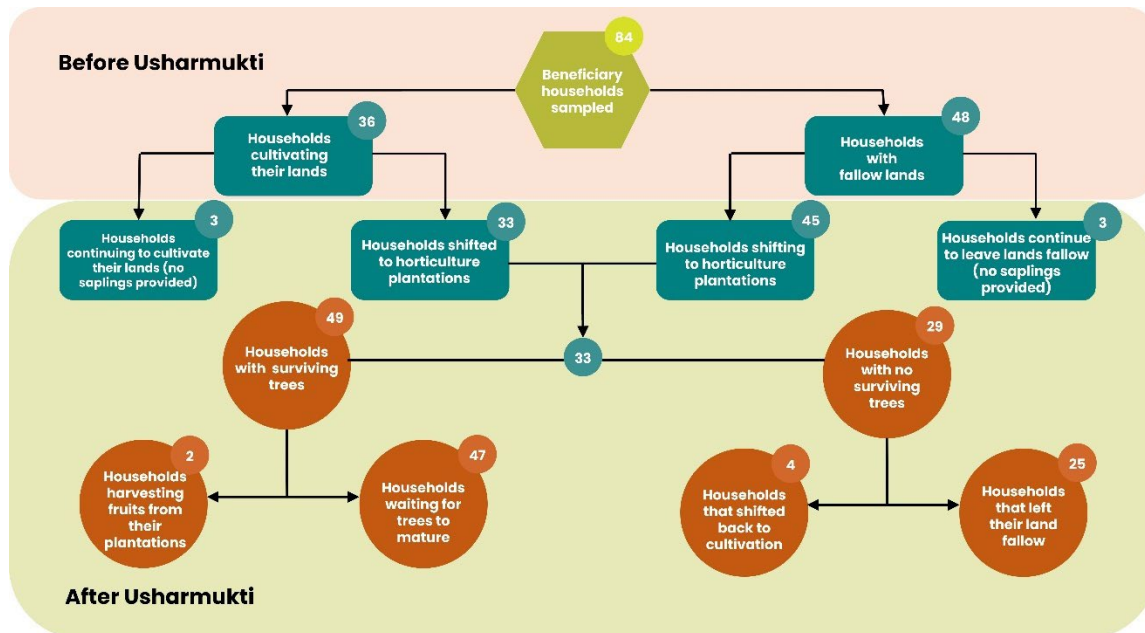 84
Before Usharmukti
Beneficiary
households
sampled
36
Households
cultivating
their lands
48
Households
with
fallow lands
3
Households
continuing to cultivate
their lands (no
saplings provided)
33
Households shifted
to horticulture
plantations
45
Households shifting
to horticulture
plantations
3
Households continue
to leave lands fallow
(no saplings
provided)
49
Households
with surviving
trees
33
29
Households
with no
surviving
trees
2
Households
harvesting
fruits from
their
plantations
47
Households
waiting for
trees to
mature
4
Households
that shifted
back to
cultivation
25
Households
that left
their land
fallow
After Usharmukti